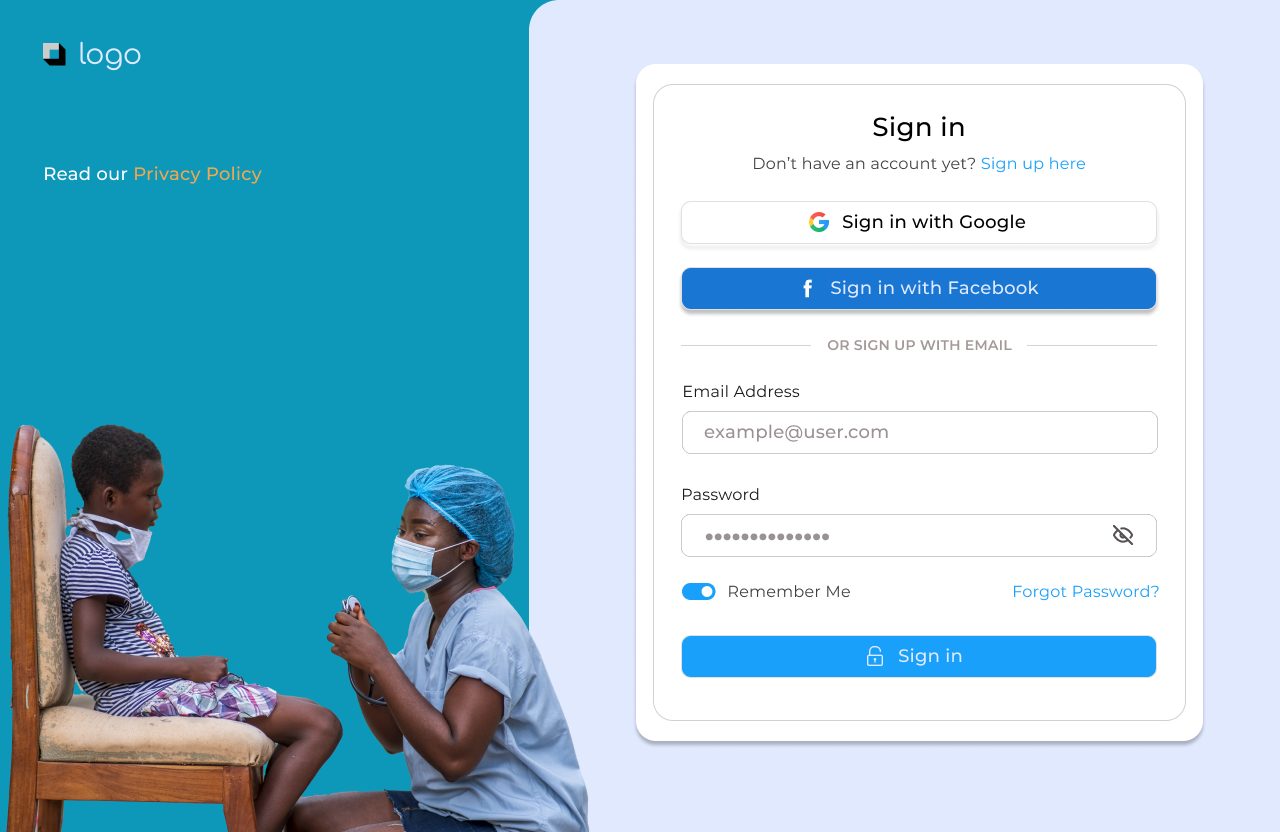 logo
Read our Privacy Policy
Sign in
Don’t have an account yet? Sign up here
Sign in with Google
f Sign in with Facebook
OR SIGN UP WITH EMAIL
Email Address
example@user.com
Password
••••••••••••••
Remember Me Forgot Password?
Sign in